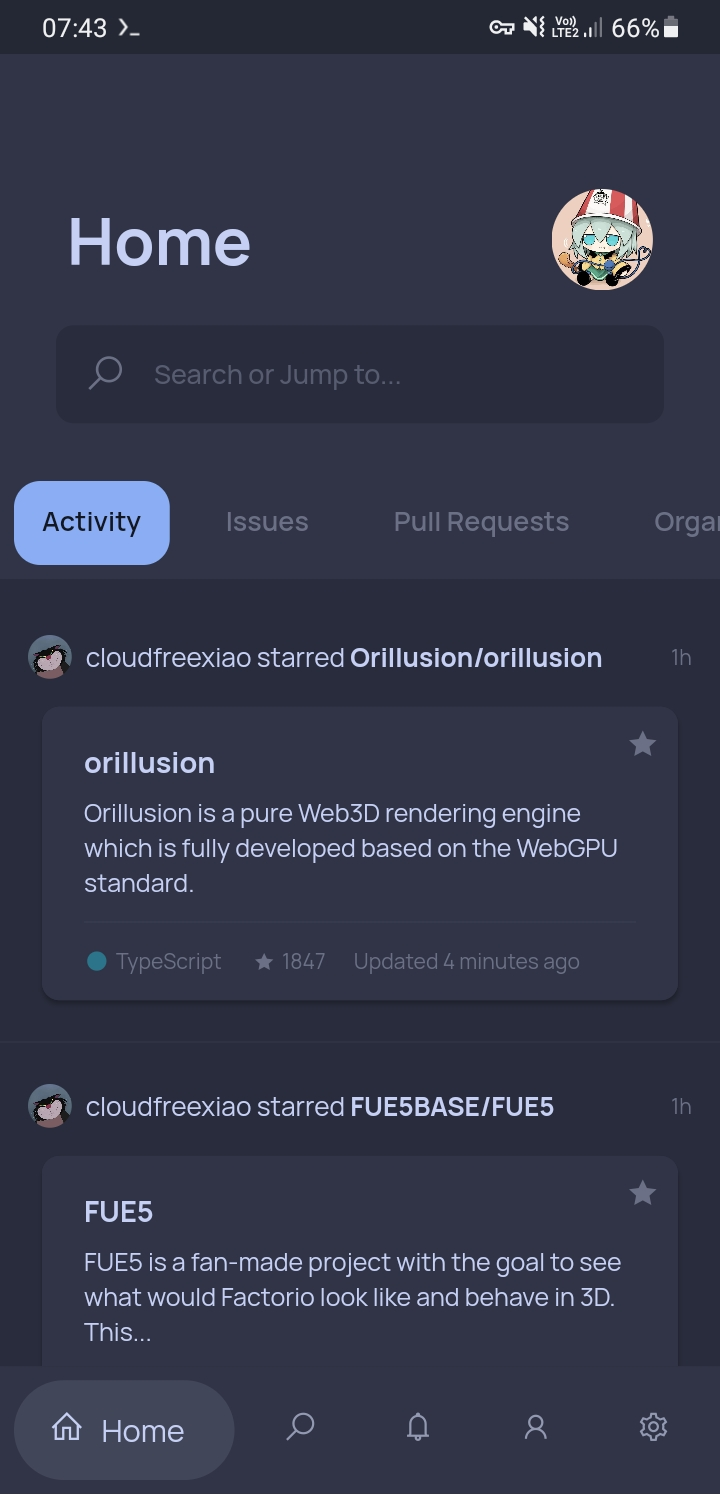 07:43
Vo))
LTE2
66%
Home
Search or Jump to...
Activity Issues Pull Requests
cloudfreexiao starred Orillusion/orillusion 1h
orillusion
Orillusion is a pure Web3D rendering engine
which is fully developed based on the WebGPU
standard.
TypeScript 1847 Updated 4 minutes ago
cloudfreexiao starred FUE5BASE/FUE5 1h
FUE5
FUE5 is a fan-made project with the goal to see
what would Factorio look like and behave in 3D.
This...
Home